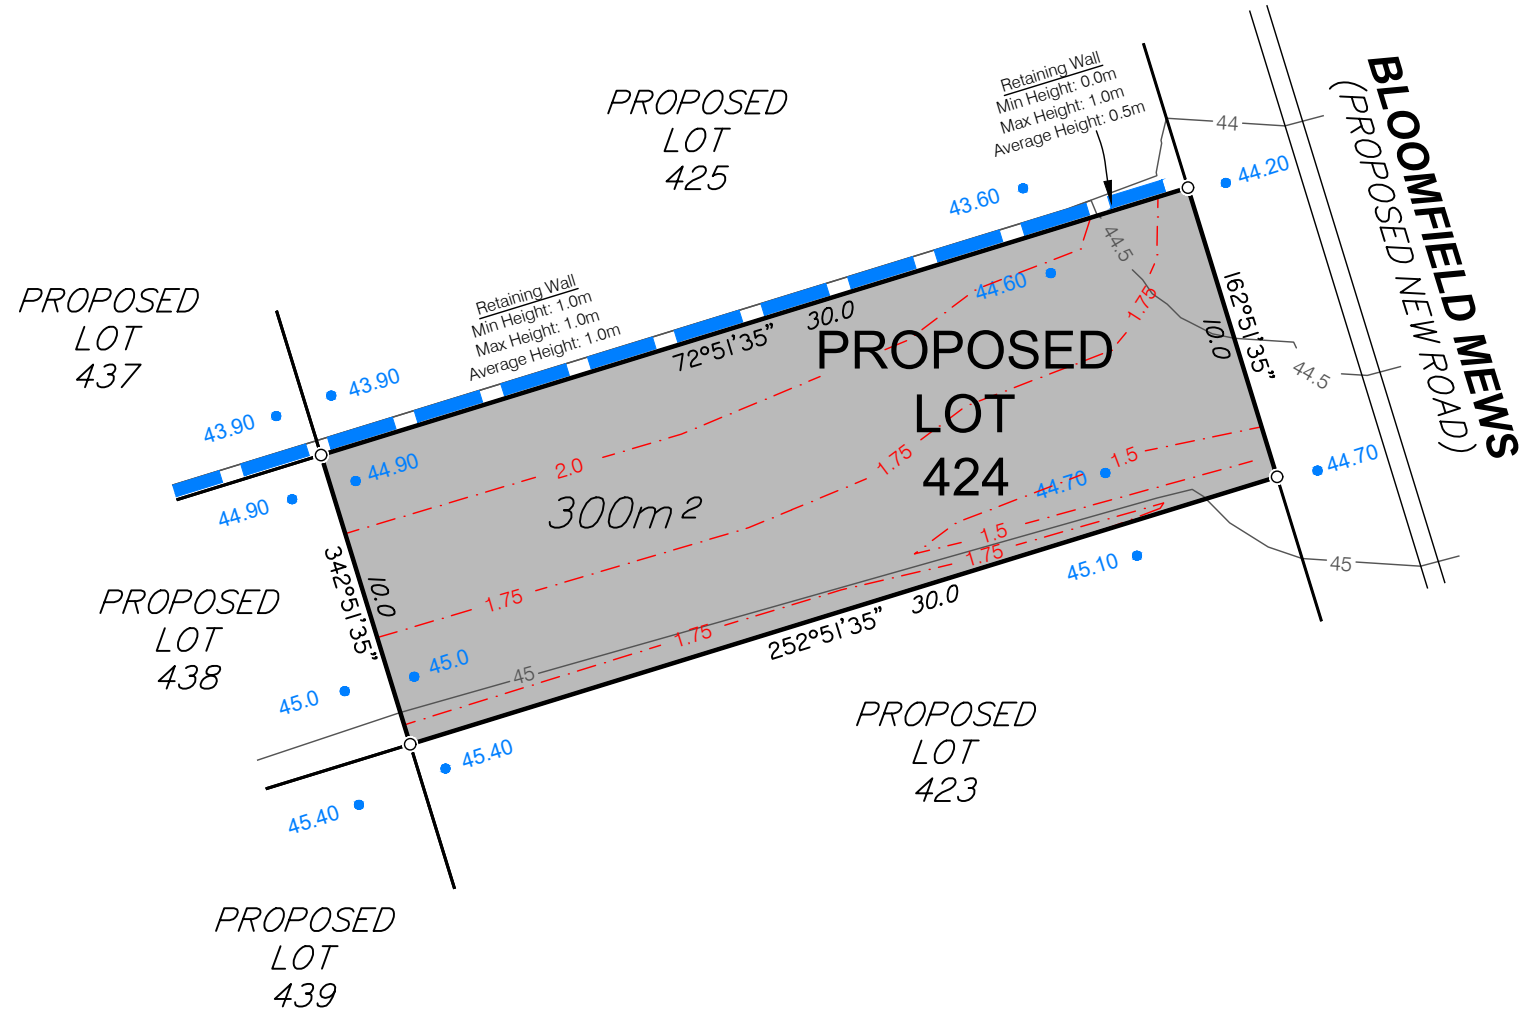 PROPOSED
LOT
425
Retaining Wall
Min Height: 0.0m
Max Height: 1.0m
Average Height: 0.5m
BLOOMFIELD MEWS
(PROPOSED NEW ROAD)
44
44.20
43.60
44.5
44.60
1.75
162°51'35"
10.0
44.5
PROPOSED
LOT
437
Retaining Wall
Min Height: 1.0m
Max Height: 1.0m
Average Height: 1.0m
72°51'35"
30.0
43.90
43.90
44.90
44.90
2.0
PROPOSED
LOT
424
300m²
1.75
44.70
1.5
44.70
1.5
1.75
45.10
45
342°51'35"
10.0
1.75
PROPOSED
LOT
438
45.0
45.0
45
1.75
252°51'35"
30.0
45.40
45.40
PROPOSED
LOT
423
PROPOSED
LOT
439